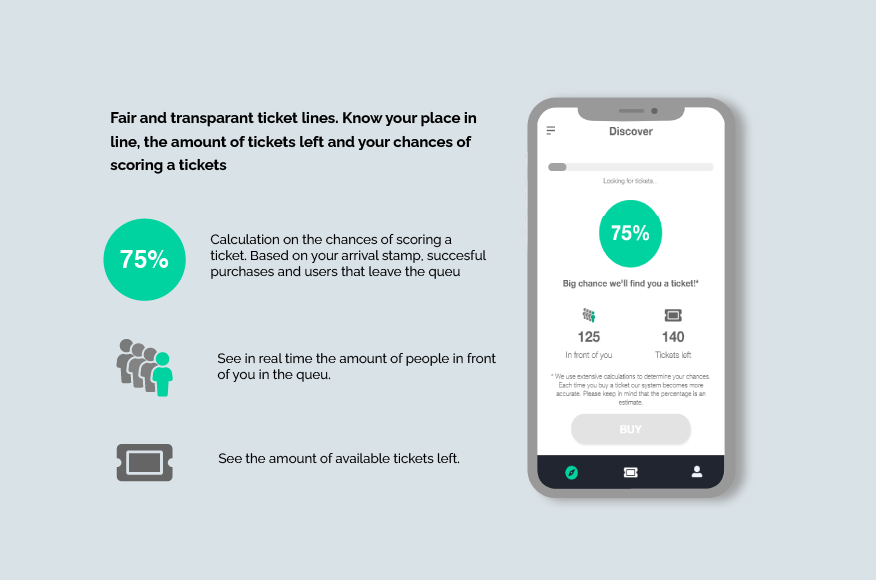 Fair and transparant ticket lines. Know your place in
line, the amount of tickets left and your chances of
scoring a tickets
75%
Calculation on the chances of scoring a
ticket. Based on your arrival stamp, succesful
purchases and users that leave the queu
See in real time the amount of people in front
of you in the queu.
See the amount of available tickets left.
Discover
Looking for tickets...
75%
Big chance we'll find you a ticket!*
125
140
In front of you
Tickets left
* We use extensive calculations to determine your chances.
Each time you buy a ticket our system becomes more
accurate. Please keep in mind that the percentage is an
estimate.
BUY